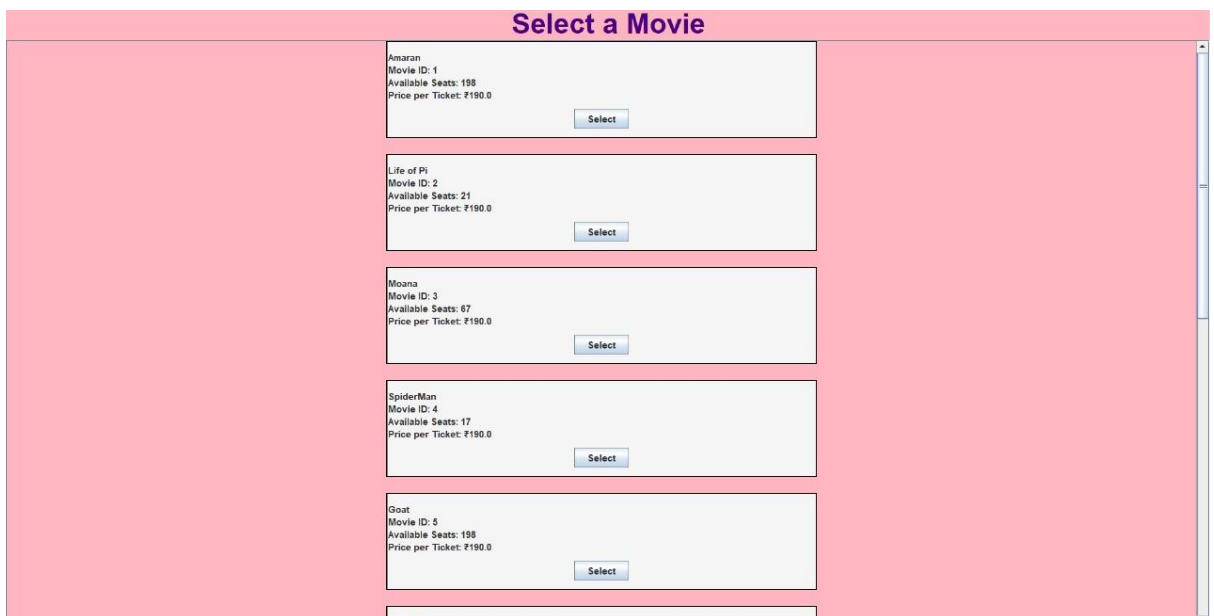 Select a Movie
Amaran
Movie ID: 1
Available Seats: 198
Price per Ticket: ₹190.0
Select
Life of Pi
Movie ID: 2
Available Seats: 21
Price per Ticket: ₹190.0
Select
Moana
Movie ID: 3
Available Seats: 67
Price per Ticket: ₹190.0
Select
SpiderMan
Movie ID: 4
Available Seats: 17
Price per Ticket: ₹190.0
Select
Goat
Movie ID: 5
Available Seats: 198
Price per Ticket: ₹190.0
Select